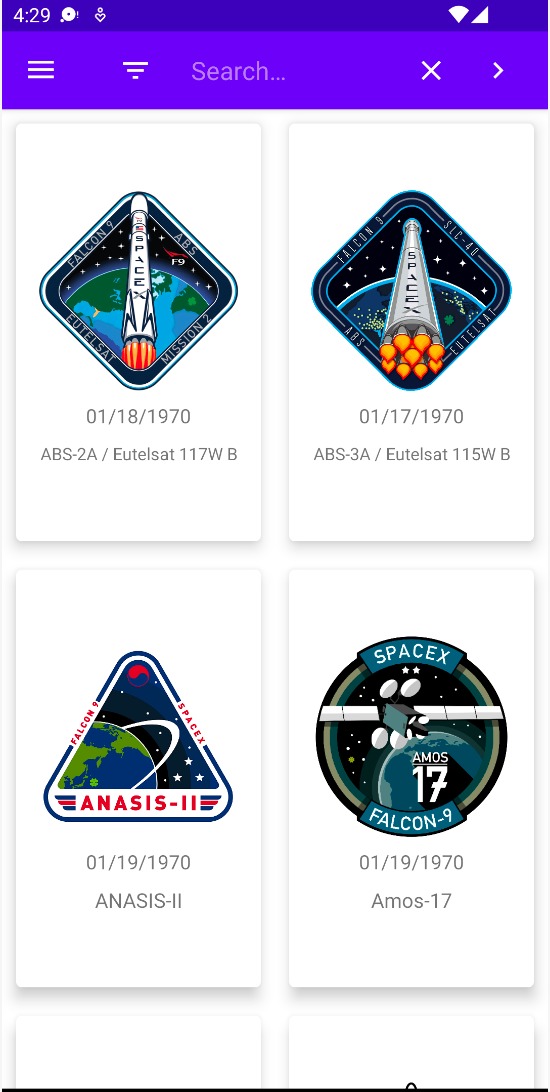 4:29
Search...
FALCON 9
ABS
SPACEX
F9
EUTELSAT
MISSION 2
01/18/1970
ABS-2A / Eutelsat 117W B
FALCON 9
SLC-40
SPACEX
ABS
EUTELSAT
01/17/1970
ABS-3A / Eutelsat 115W B
FALCON 9
SPACEX
ANASIS-II
01/19/1970
ANASIS-II
SPACEX
AMOS
17
FALCON-9
01/19/1970
Amos-17